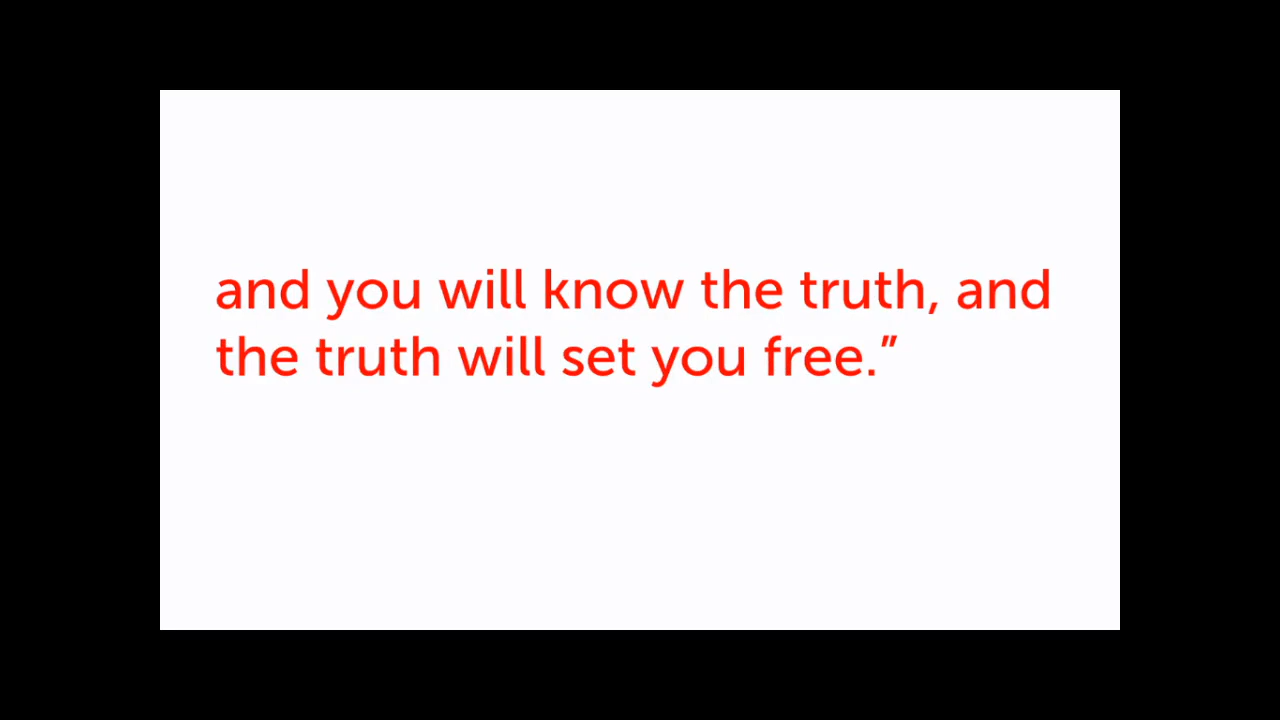 and you will know the truth, and
the truth will set you free.”